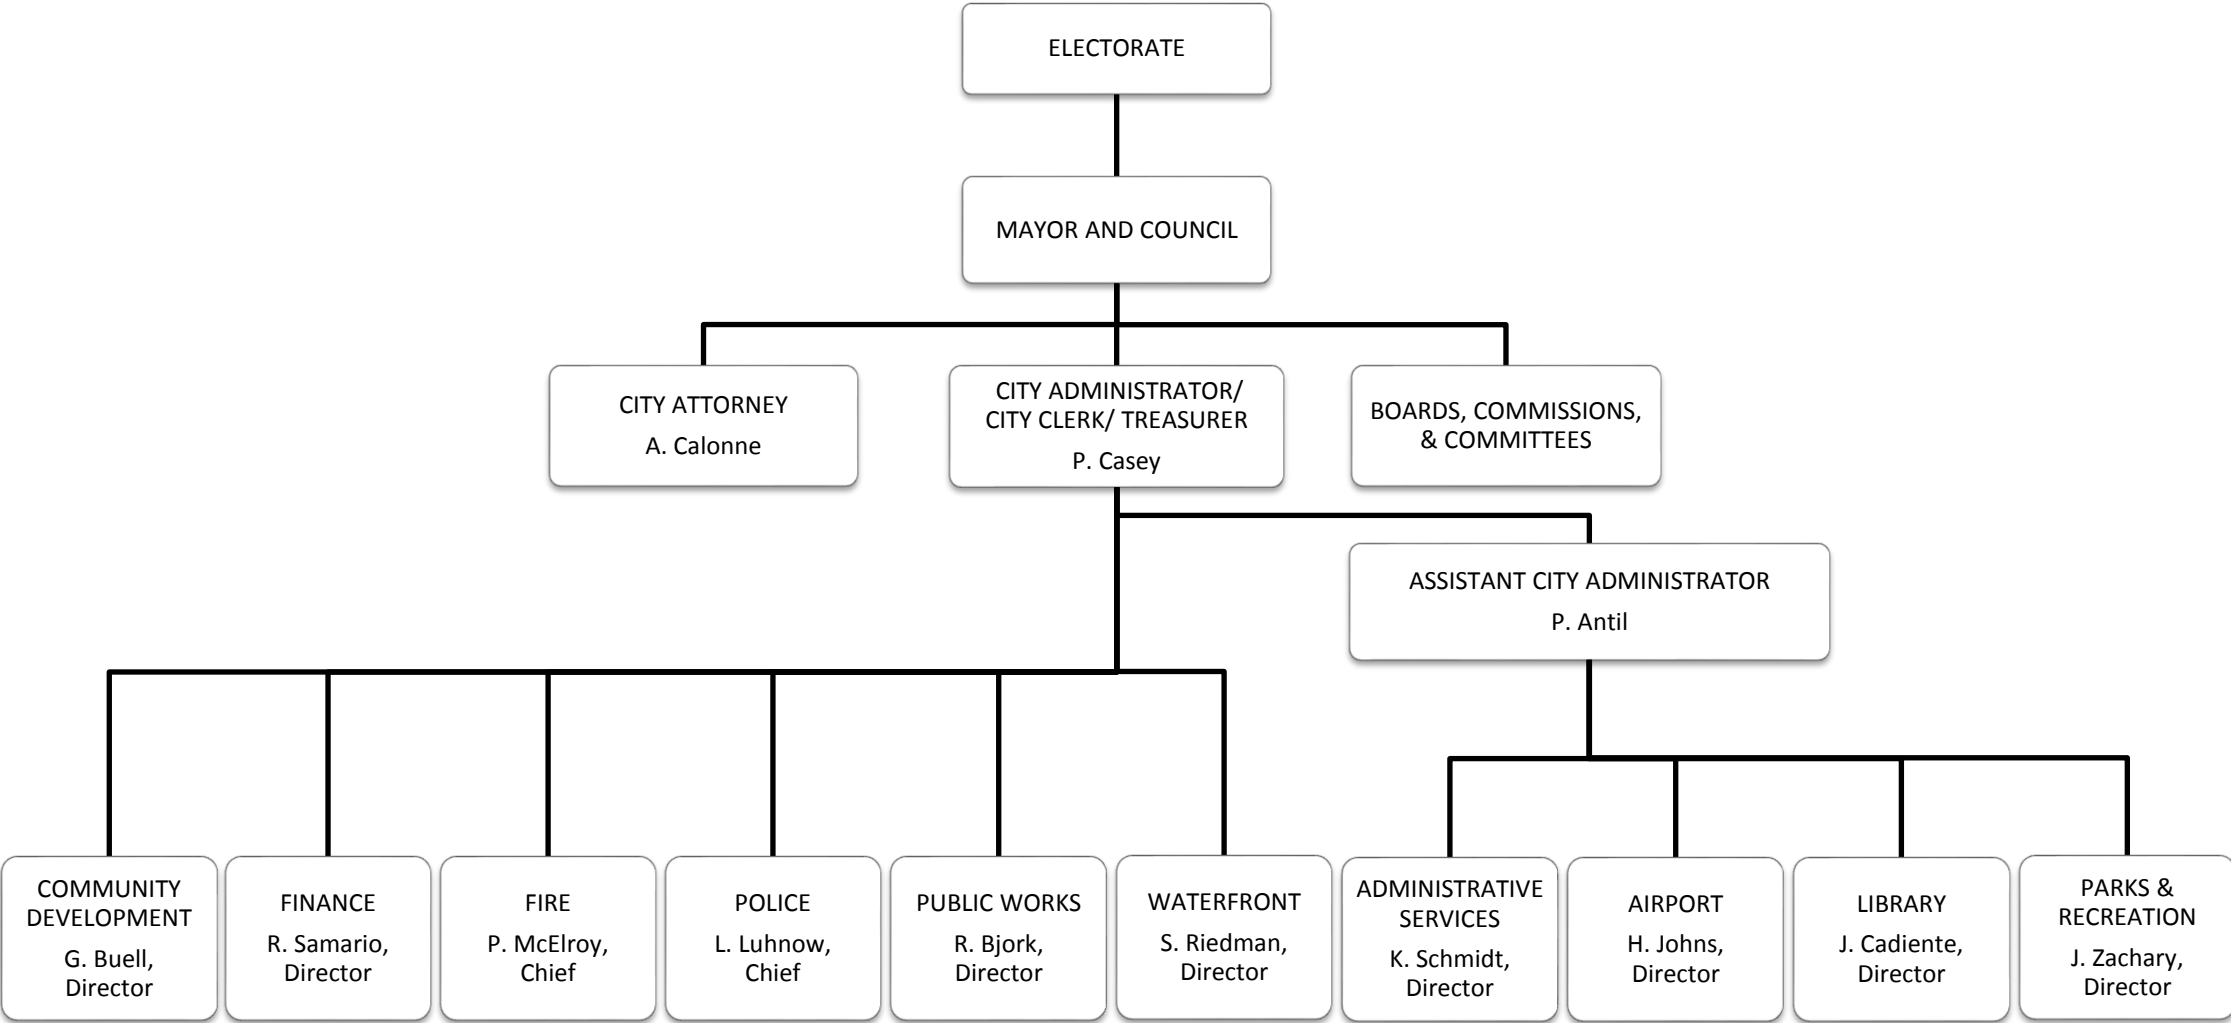 ELECTORATE
MAYOR AND COUNCIL
CITY ATTORNEY
A. Calonne
CITY ADMINISTRATOR/
CITY CLERK/ TREASURER
P. Casey
BOARDS, COMMISSIONS,
& COMMITTEES
ASSISTANT CITY ADMINISTRATOR
P. Antil
COMMUNITY
DEVELOPMENT
G. Buell,
Director
FINANCE
R. Samario,
Director
FIRE
P. McElroy,
Chief
POLICE
L. Luhnow,
Chief
PUBLIC WORKS
R. Bjork,
Director
WATERFRONT
S. Riedman,
Director
ADMINISTRATIVE
SERVICES
K. Schmidt,
Director
AIRPORT
H. Johns,
Director
LIBRARY
J. Cadiente,
Director
PARKS &
RECREATION
J. Zachary,
Director